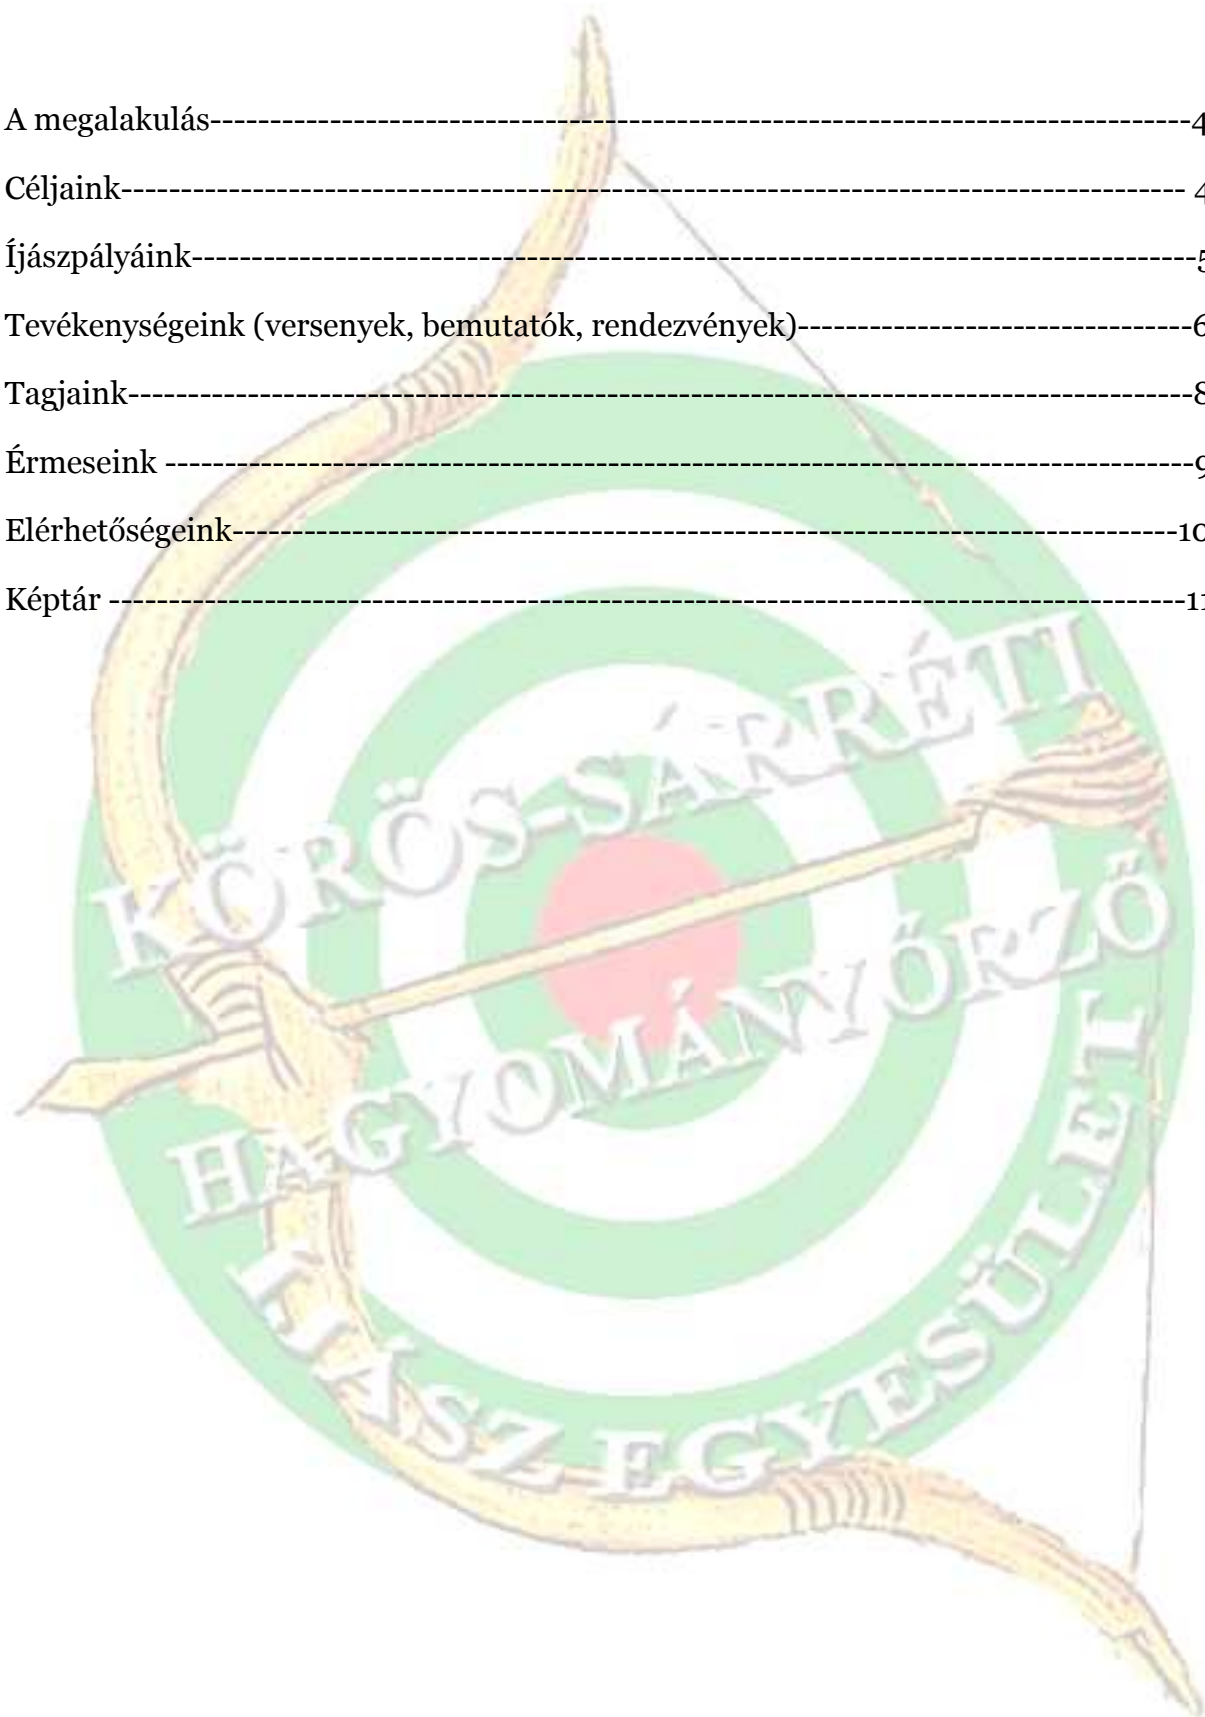 A megalakulás----------------------------------------------------------------------------------4
Céljaink----------------------------------------------------------------------------------------- 4
Íjászpályáink------------------------------------------------------------------------------------5
Tevékenységeink (versenyek, bemutatók, rendezvények)---------------------------------6
Tagjaink-----------------------------------------------------------------------------------------8
Érmeseink --------------------------------------------------------------------------------------9
Elérhetőségeink-------------------------------------------------------------------------------10
Képtár ------------------------------------------------------------------------------------------11
KÖRÖS-SÁRRÉTI
HAGYOMÁNYŐRZŐ
ÍJÁSZ EGYESÜLET